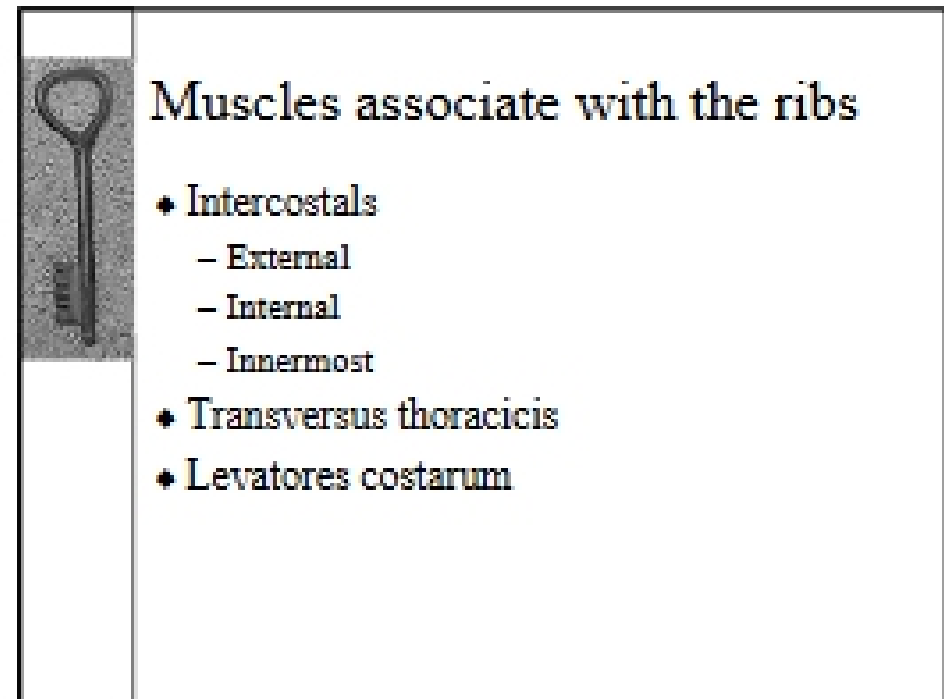 Muscles associate with the ribs
Intercostals
– External
– Internal
– Innermost
Transversus thoracicis
Levatores costarum